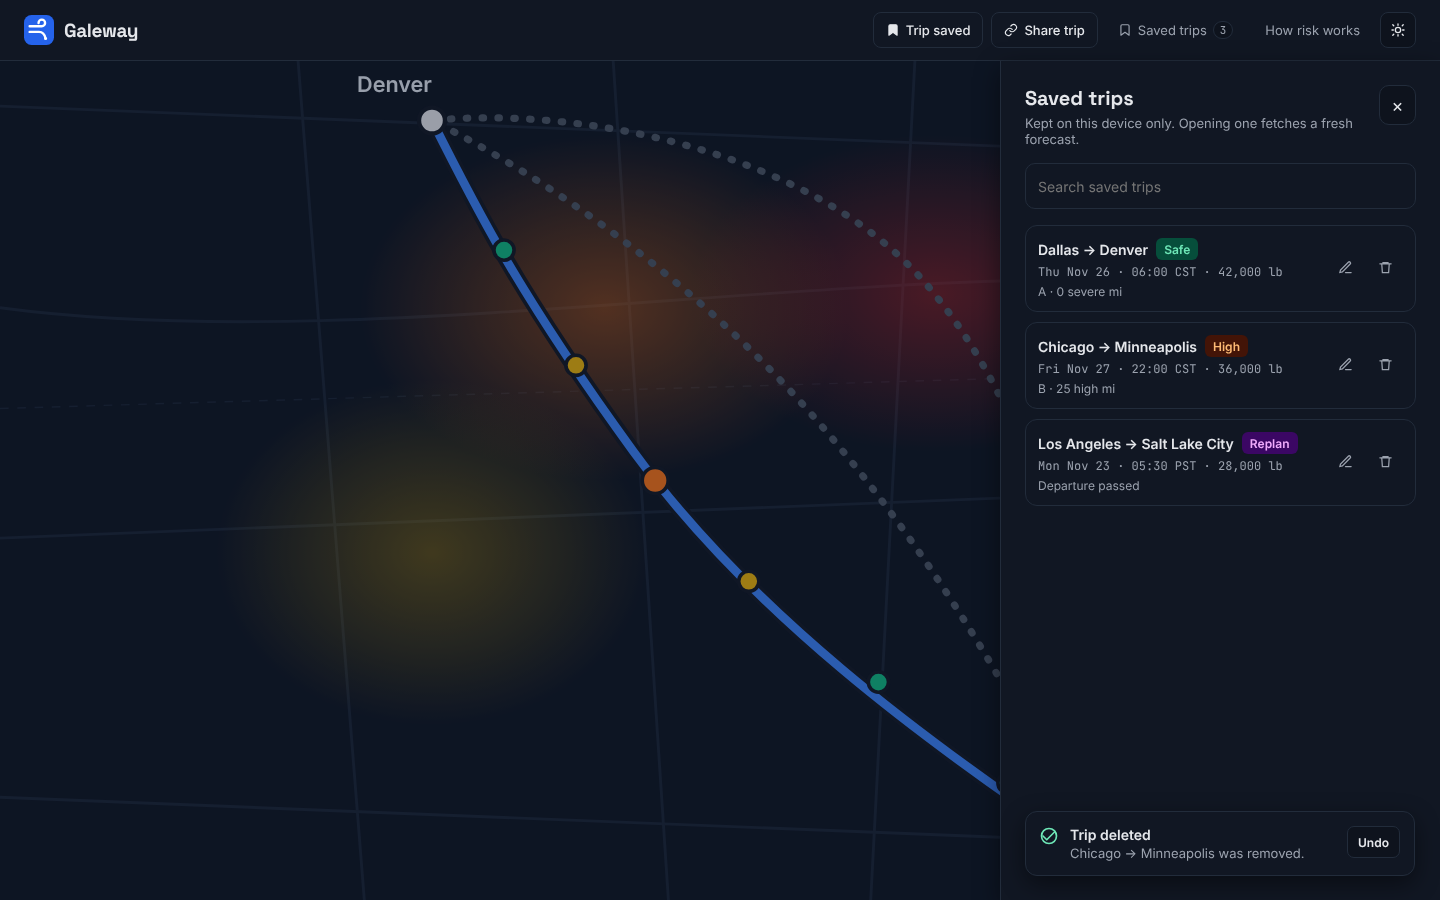 Galeway
Trip saved
Share trip
Saved trips 3
How risk works
Denver
Saved trips
Kept on this device only. Opening one fetches a fresh
forecast.
Search saved trips
Dallas → Denver Safe
Thu Nov 26 · 06:00 CST · 42,000 lb
A · 0 severe mi
Chicago → Minneapolis High
Fri Nov 27 · 22:00 CST · 36,000 lb
B · 25 high mi
Los Angeles → Salt Lake City Replan
Mon Nov 23 · 05:30 PST · 28,000 lb
Departure passed
Trip deleted
Chicago → Minneapolis was removed.
Undo